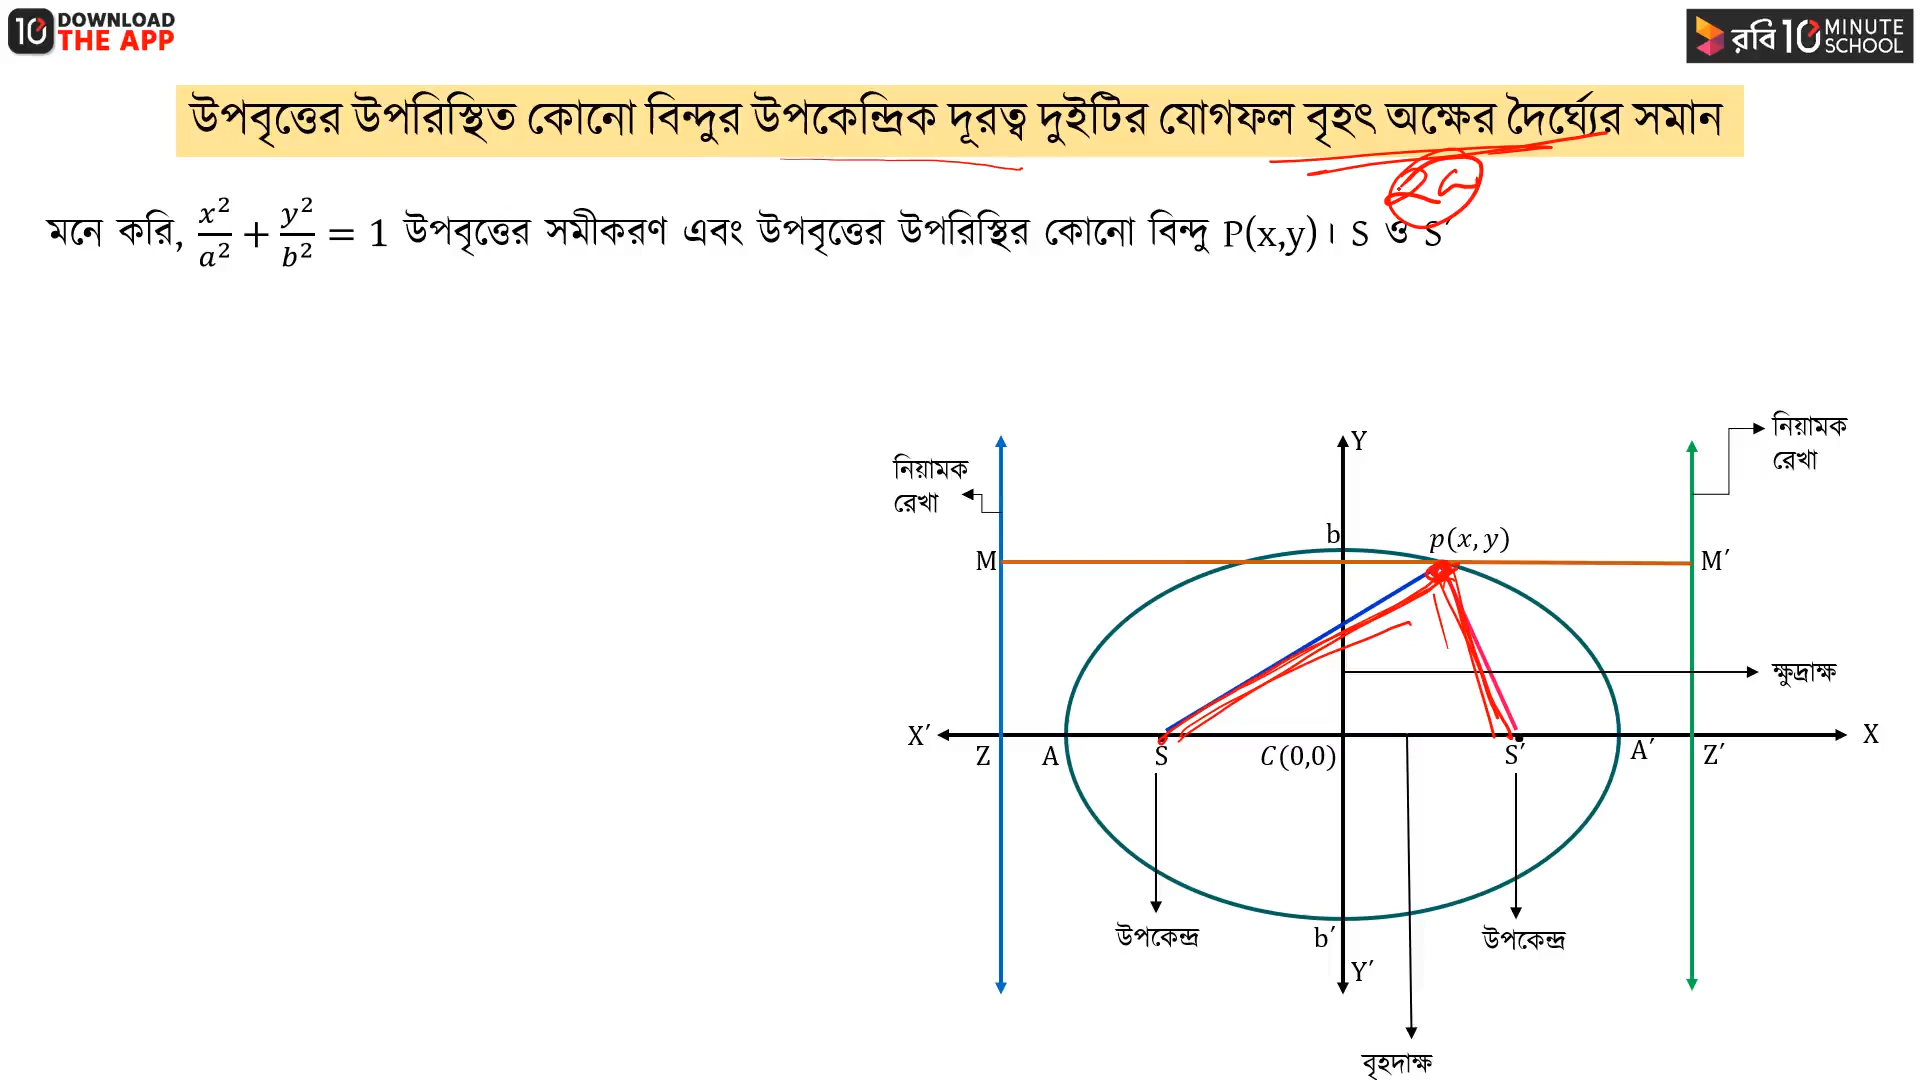 DOWNLOAD
THE APP
রবি 10 MINUTE SCHOOL
উপবৃত্তের উপরিস্থিত কোনো বিন্দুর উপকেন্দ্রিক দূরত্ব দুইটির যোগফল বৃহৎ অক্ষের দৈর্ঘ্যের সমান
2a
মনে করি, x²/a² + y²/b² = 1 উপবৃত্তের সমীকরণ এবং উপবৃত্তের উপরিস্থির কোনো বিন্দু P(x,y)। S ও S′
নিয়ামক
রেখা
Y
নিয়ামক
রেখা
b
p(x, y)
M
M′
ক্ষুদ্রাক্ষ
X′
X
Z
A
S
C(0,0)
S′
A′
Z′
উপকেন্দ্র
b′
উপকেন্দ্র
Y′
বৃহদাক্ষ